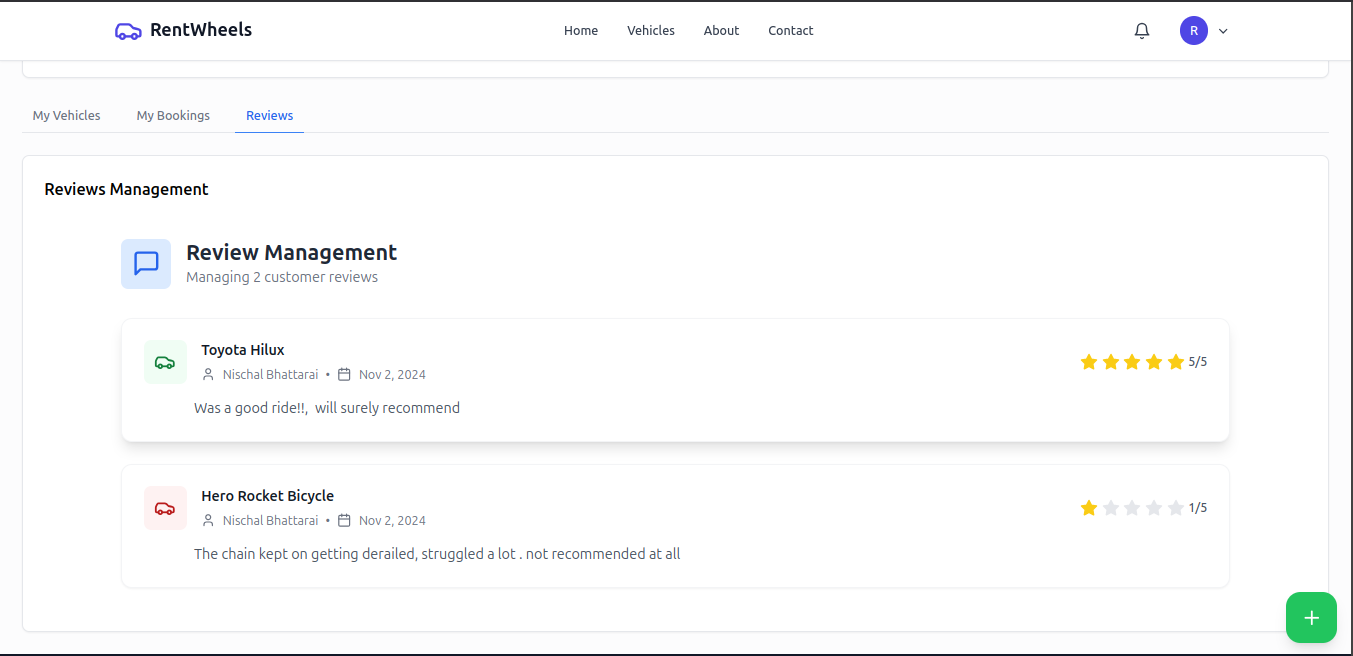 RentWheels
Home Vehicles About Contact
R
My Vehicles My Bookings Reviews
Reviews Management
Review Management
Managing 2 customer reviews
Toyota Hilux
Nischal Bhattarai • Nov 2, 2024
5/5
Was a good ride!!, will surely recommend
Hero Rocket Bicycle
Nischal Bhattarai • Nov 2, 2024
1/5
The chain kept on getting derailed, struggled a lot . not recommended at all